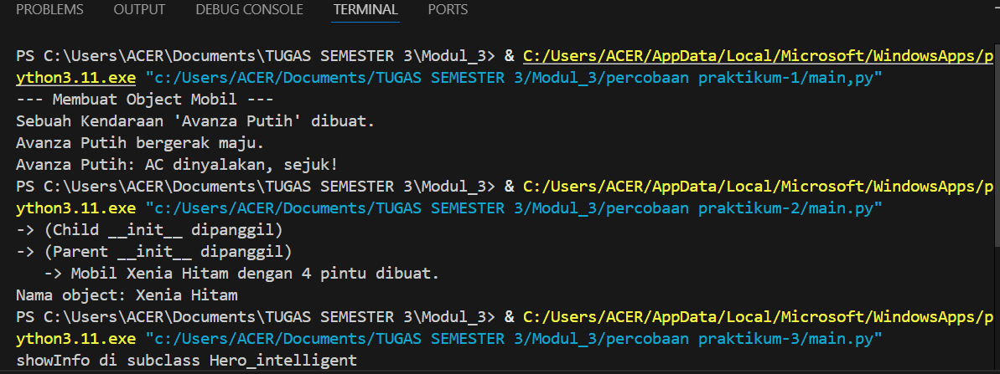 PROBLEMS OUTPUT DEBUG CONSOLE TERMINAL PORTS
PS C:\Users\ACER\Documents\TUGAS SEMESTER 3\Modul_3> & C:/Users/ACER/AppData/Local/Microsoft/WindowsApps/p
ython3.11.exe "c:/Users/ACER/Documents/TUGAS SEMESTER 3/Modul_3/percobaan praktikum-1/main,py"
--- Membuat Object Mobil ---
Sebuah Kendaraan 'Avanza Putih' dibuat.
Avanza Putih bergerak maju.
Avanza Putih: AC dinyalakan, sejuk!
PS C:\Users\ACER\Documents\TUGAS SEMESTER 3\Modul_3> & C:/Users/ACER/AppData/Local/Microsoft/WindowsApps/p
ython3.11.exe "c:/Users/ACER/Documents/TUGAS SEMESTER 3/Modul_3/percobaan praktikum-2/main.py"
-> (Child __init__ dipanggil)
-> (Parent __init__ dipanggil)
   -> Mobil Xenia Hitam dengan 4 pintu dibuat.
Nama object: Xenia Hitam
PS C:\Users\ACER\Documents\TUGAS SEMESTER 3\Modul_3> & C:/Users/ACER/AppData/Local/Microsoft/WindowsApps/p
ython3.11.exe "c:/Users/ACER/Documents/TUGAS SEMESTER 3/Modul_3/percobaan praktikum-3/main.py"
showInfo di subclass Hero_intelligent